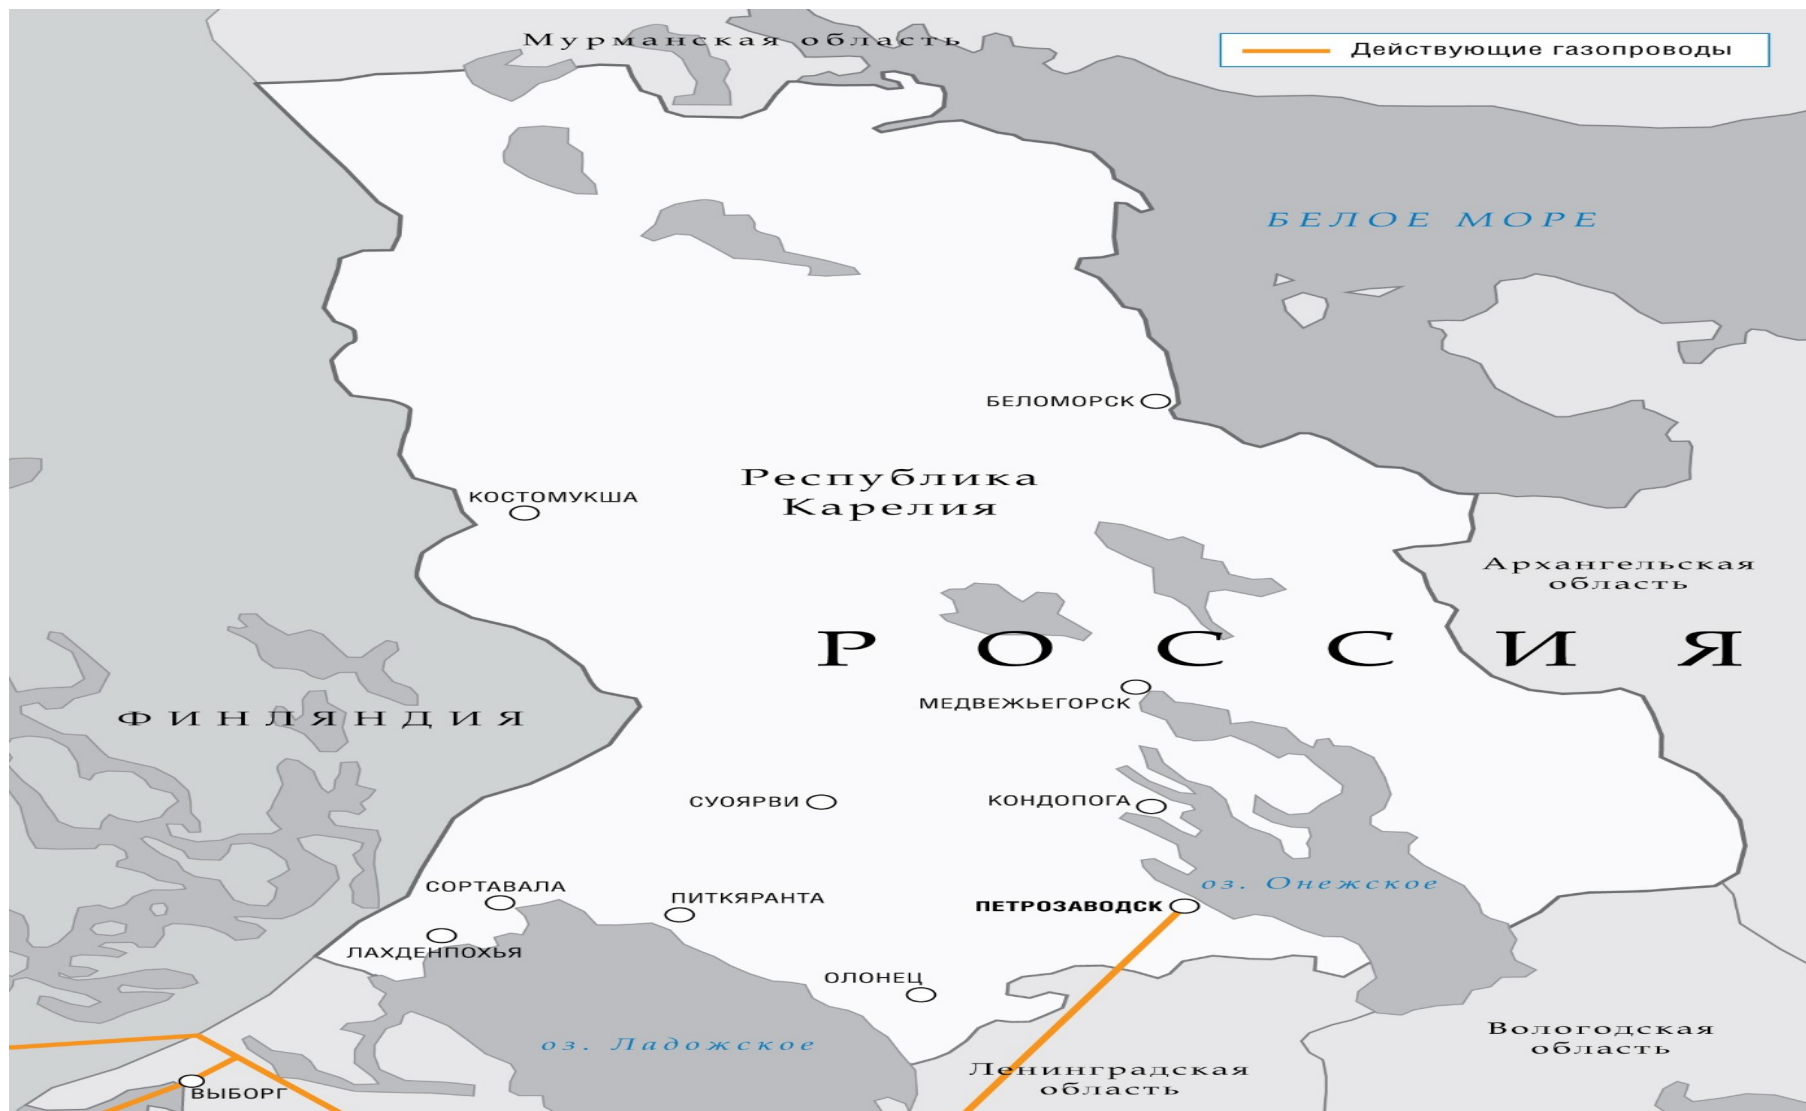 Мурманская область
Действующие газопроводы
БЕЛОЕ МОРЕ
БЕЛОМОРСК
Республика
Карелия
КОСТОМУКША
Архангельская
область
РОССИЯ
МЕДВЕЖЬЕГОРСК
ФИНЛЯНДИЯ
СУОЯРВИ
КОНДОПОГА
оз. Онежское
СОРТАВАЛА
ПИТКЯРАНТА
ПЕТРОЗАВОДСК
ЛАХДЕНПОХЬЯ
ОЛОНЕЦ
Вологодская
область
оз. Ладожское
Ленинградская
область
ВЫБОРГ